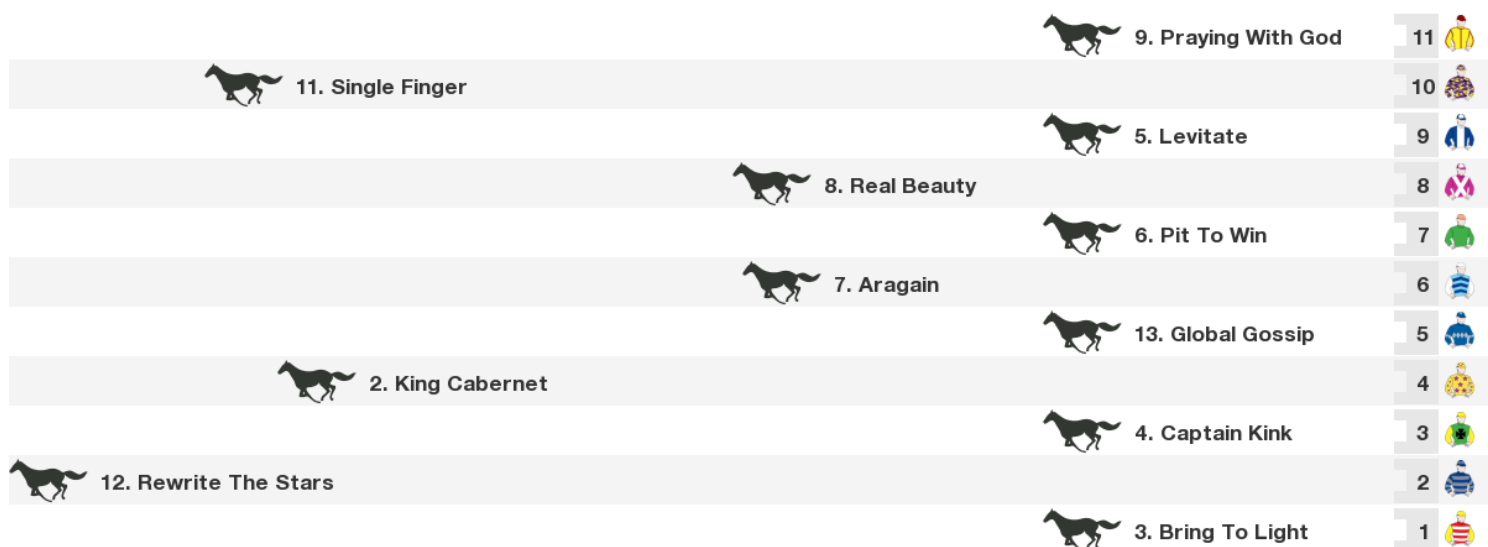 9. Praying With God 11
11. Single Finger 10
5. Levitate 9
8. Real Beauty 8
6. Pit To Win 7
7. Aragain 6
13. Global Gossip 5
2. King Cabernet 4
4. Captain Kink 3
12. Rewrite The Stars 2
3. Bring To Light 1